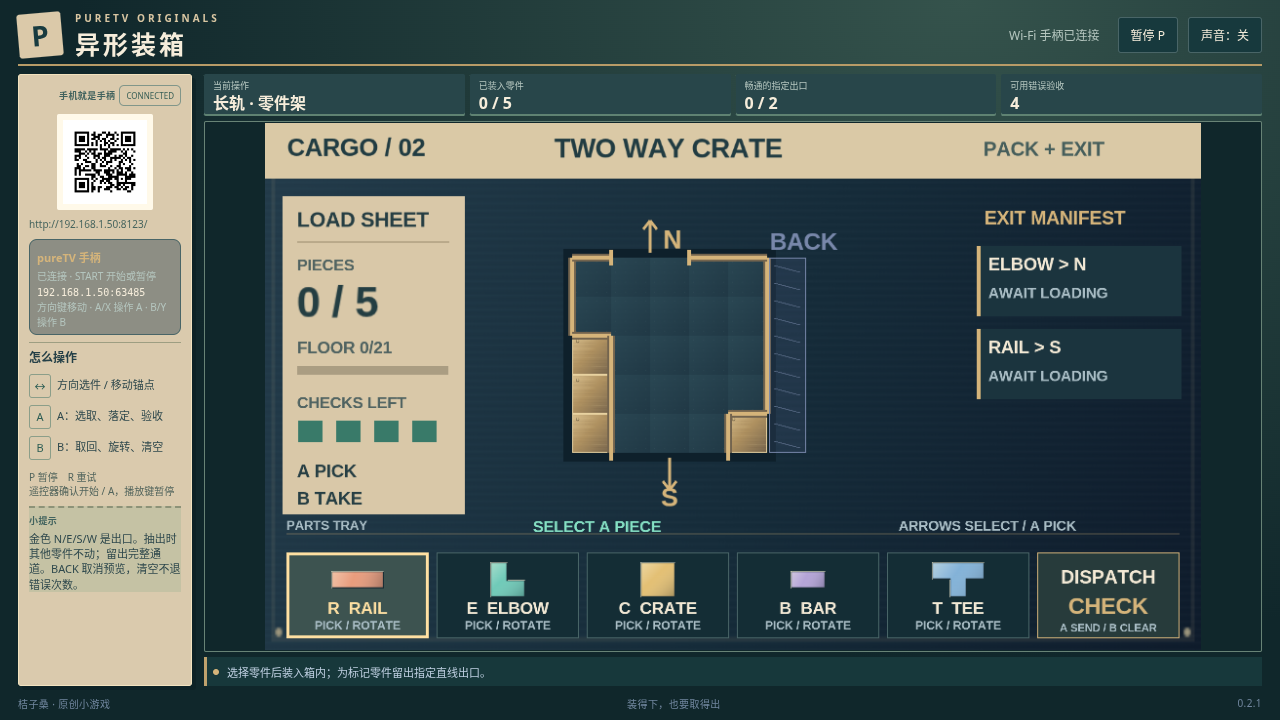 P
PURETV ORIGINALS
异形装箱
Wi-Fi 手柄已连接
暂停 P
声音：关
手机就是手柄
CONNECTED
http://192.168.1.50:8123/
pureTV 手柄
已连接 · START 开始或暂停
192.168.1.50:63485
方向键移动 · A/X 操作 A · B/Y
操作 B
怎么操作
↔ 方向选件 / 移动锚点
A A：选取、落定、验收
B B：取回、旋转、清空
P 暂停 R 重试
遥控器确认开始 / A，播放键暂停
小提示
金色 N/E/S/W 是出口。抽出时
其他零件不动；留出完整通
道。BACK 取消预览，清空不退
错误次数。
当前操作
长轨 · 零件架
已装入零件
0 / 5
畅通的指定出口
0 / 2
可用错误验收
4
CARGO / 02
TWO WAY CRATE
PACK + EXIT
LOAD SHEET
PIECES
0 / 5
FLOOR 0/21
CHECKS LEFT
A PICK
B TAKE
N
BACK
S
EXIT MANIFEST
ELBOW > N
AWAIT LOADING
RAIL > S
AWAIT LOADING
PARTS TRAY
SELECT A PIECE
ARROWS SELECT / A PICK
R RAIL
PICK / ROTATE
E ELBOW
PICK / ROTATE
C CRATE
PICK / ROTATE
B BAR
PICK / ROTATE
T TEE
PICK / ROTATE
DISPATCH
CHECK
A SEND / B CLEAR
选择零件后装入箱内；为标记零件留出指定直线出口。
桔子桑 · 原创小游戏
装得下，也要取得出
0.2.1